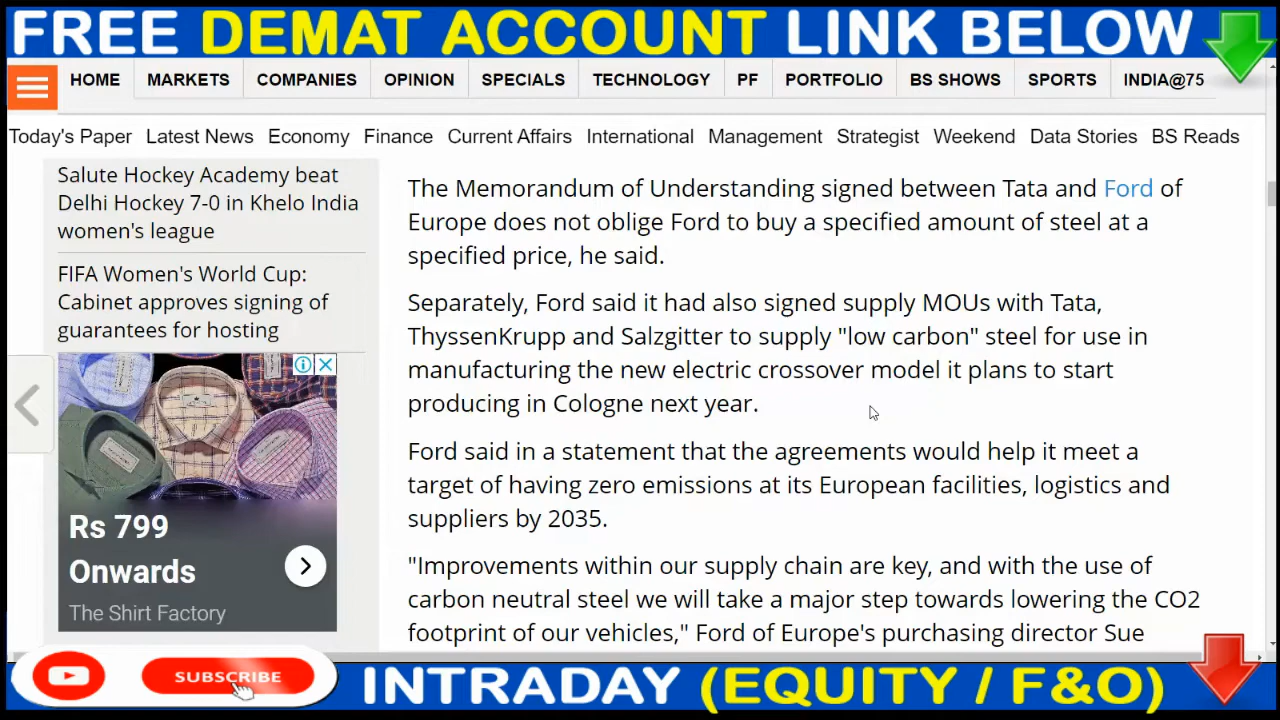 FREE DEMAT ACCOUNT LINK BELOW
HOME MARKETS COMPANIES OPINION SPECIALS TECHNOLOGY PF PORTFOLIO BS SHOWS SPORTS INDIA@75
Today's Paper Latest News Economy Finance Current Affairs International Management Strategist Weekend Data Stories BS Reads
Salute Hockey Academy beat
Delhi Hockey 7-0 in Khelo India
women's league
FIFA Women's World Cup:
Cabinet approves signing of
guarantees for hosting
Rs 799
Onwards
The Shirt Factory
The Memorandum of Understanding signed between Tata and Ford of
Europe does not oblige Ford to buy a specified amount of steel at a
specified price, he said.
Separately, Ford said it had also signed supply MOUs with Tata,
ThyssenKrupp and Salzgitter to supply "low carbon" steel for use in
manufacturing the new electric crossover model it plans to start
producing in Cologne next year.
Ford said in a statement that the agreements would help it meet a
target of having zero emissions at its European facilities, logistics and
suppliers by 2035.
"Improvements within our supply chain are key, and with the use of
carbon neutral steel we will take a major step towards lowering the CO2
footprint of our vehicles," Ford of Europe's purchasing director Sue
SUBSCRIBE
INTRADAY (EQUITY / F&O)